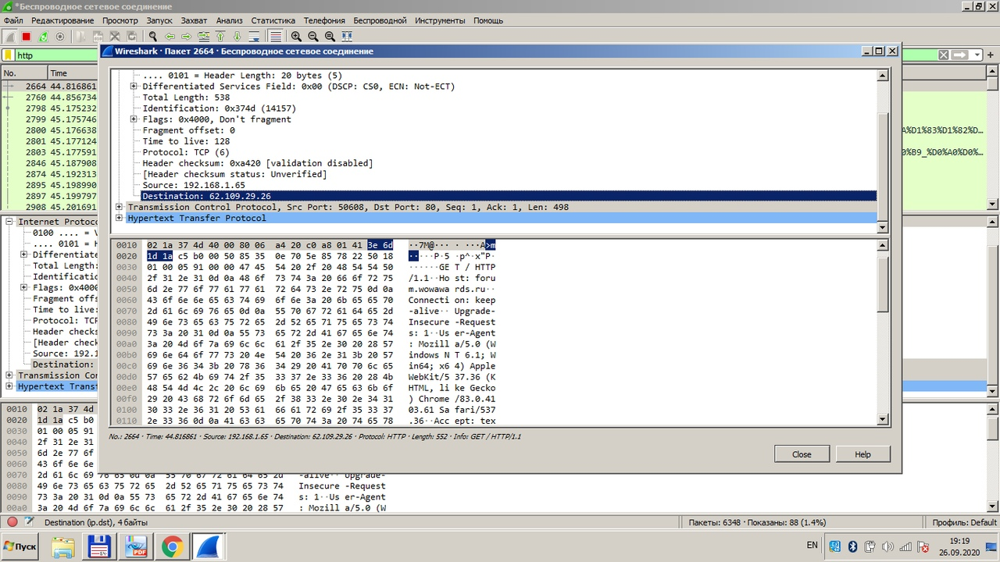 *Беспроводное сетевое соединение
Файл Редактирование Просмотр Запуск Захват Анализ Статистика Телефония Беспроводной Инструменты Помощь
http
Wireshark · Пакет 2664 · Беспроводное сетевое соединение
No. Time
2664 44.816861
2760 44.856734
2798 45.175232
2799 45.175746
2800 45.176638
2801 45.177124
2803 45.177591
2846 45.187908
2874 45.192313
2895 45.198990
2897 45.199797
2908 45.201691
A%D1%83%D1%82%D...
0%B9_%D0%A0%D0%...
.... 0101 = Header Length: 20 bytes (5)
Differentiated Services Field: 0x00 (DSCP: CS0, ECN: Not-ECT)
Total Length: 538
Identification: 0x374d (14157)
Flags: 0x4000, Don't fragment
Fragment offset: 0
Time to live: 128
Protocol: TCP (6)
Header checksum: 0xa420 [validation disabled]
[Header checksum status: Unverified]
Source: 192.168.1.65
Destination: 62.109.29.26
Transmission Control Protocol, Src Port: 50608, Dst Port: 80, Seq: 1, Ack: 1, Len: 498
Hypertext Transfer Protocol
0010 02 1a 37 4d 40 00 80 06 a4 20 c0 a8 01 41 3e 6d ··7M@··· · ···A>m
0020 1d 1a c5 b0 00 50 85 35 0e 70 5e 85 78 22 50 18 ·····P·5 ·p^·x"P·
0030 01 00 05 91 00 00 47 45 54 20 2f 20 48 54 54 50 ······GE T / HTTP
0040 2f 31 2e 31 0d 0a 48 6f 73 74 3a 20 66 6f 72 75 /1.1··Ho st: foru
0050 6d 2e 77 6f 77 61 77 61 72 64 73 2e 72 75 0d 0a m.wowawa rds.ru··
0060 43 6f 6e 6e 65 63 74 69 6f 6e 3a 20 6b 65 65 70 Connecti on: keep
0070 2d 61 6c 69 76 65 0d 0a 55 70 67 72 61 64 65 2d -alive·· Upgrade-
0080 49 6e 73 65 63 75 72 65 2d 52 65 71 75 65 73 74 Insecure -Request
0090 73 3a 20 31 0d 0a 55 73 65 72 2d 41 67 65 6e 74 s: 1··Us er-Agent
00a0 3a 20 4d 6f 7a 69 6c 6c 61 2f 35 2e 30 20 28 57 : Mozill a/5.0 (W
00b0 69 6e 64 6f 77 73 20 4e 54 20 36 2e 31 3b 20 57 indows N T 6.1; W
00c0 69 6e 36 34 3b 20 78 36 34 29 20 41 70 70 6c 65 in64; x6 4) Apple
00d0 57 65 62 4b 69 74 2f 35 33 37 2e 33 36 20 28 4b WebKit/5 37.36 (K
00e0 48 54 4d 4c 2c 20 6c 69 6b 65 20 47 65 63 6b 6f HTML, li ke Gecko
00f0 29 20 43 68 72 6f 6d 65 2f 38 33 2e 30 2e 34 31 ) Chrome /83.0.41
0100 30 33 2e 36 31 20 53 61 66 61 72 69 2f 35 33 37 03.61 Sa fari/537
0110 2e 33 36 0d 0a 41 63 63 65 70 74 3a 20 74 65 78 .36··Acc ept: tex
No.: 2664 · Time: 44.816861 · Source: 192.168.1.65 · Destination: 62.109.29.26 · Protocol: HTTP · Length: 552 · Info: GET / HTTP/1.1
Close Help
Internet Protoco
0100 .... = V
.... 0101 = H
Differentiate
Total Length:
Identificatio
Flags: 0x4000
Fragment offs
Time to live:
Protocol: TCP
Header checks
[Header check
Source: 192.1
Destination:
Transmission Con
Hypertext Transf
0010 02 1a 37 4d
0020 1d 1a c5 b0
0030 01 00 05 91
0040 2f 31 2e 31
0050 6d 2e 77 6f
0060 43 6f 6e 6e
0070 2d 61 6c 69 76 65 0d 0a 55 70 67 72 61 64 65 2d -alive·· Upgrade-
0080 49 6e 73 65 63 75 72 65 2d 52 65 71 75 65 73 74 Insecure -Request
0090 73 3a 20 31 0d 0a 55 73 65 72 2d 41 67 65 6e 74 s: 1··Us er-Agent
00a0 3a 20 4d 6f 7a 69 6c 6c 61 2f 35 2e 30 20 28 57 : Mozill a/5.0 (W
Destination (ip.dst), 4 байты Пакеты: 6348 · Показаны: 88 (1.4%) Профиль: Default
Пуск EN 19:19
26.09.2020